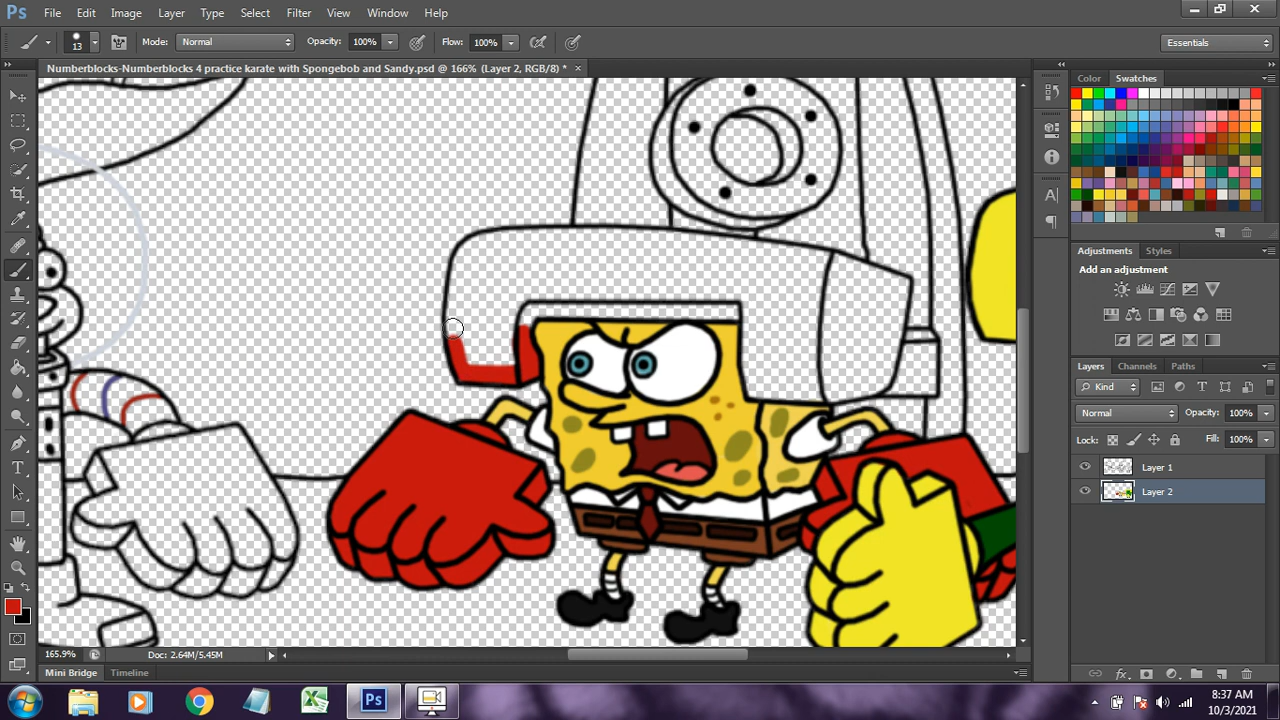 Ps File Edit Image Layer Type Select Filter View Window Help
13 Mode: Normal Opacity: 100% Flow: 100% Essentials
Numberblocks-Numberblocks 4 practice karate with Spongebob and Sandy.psd @ 166% (Layer 2, RGB/8) * ×
Color Swatches
Adjustments Styles
Add an adjustment
Layers Channels Paths
Kind
Normal Opacity: 100%
Lock: Fill: 100%
Layer 1
Layer 2
165.9% Doc: 2.64M/5.45M
Mini Bridge Timeline
Ps 8:37 AM
10/3/2021